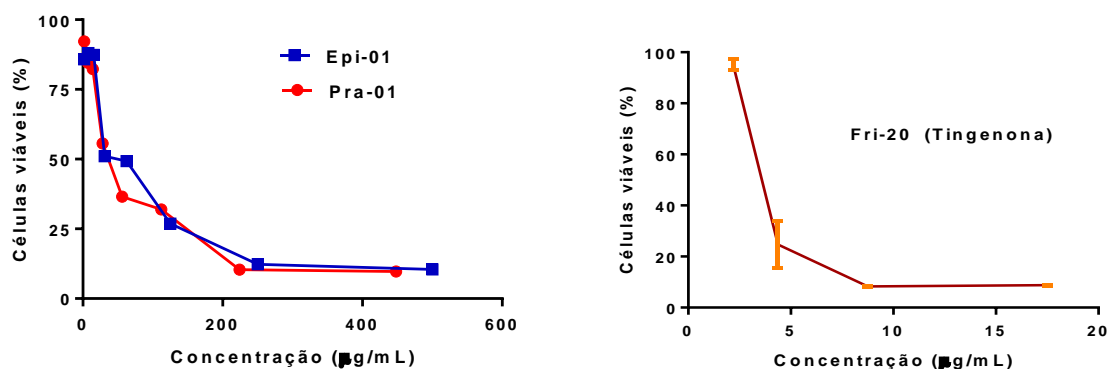 100
75
50
25
0
Células viáveis (%)
Epi-01
Pra-01
0 200 400 600
Concentração (μg/mL)
100
80
60
40
20
0
Células viáveis (%)
Fri-20 (Tingenona)
0 5 10 15 20
Concentração (μg/mL)